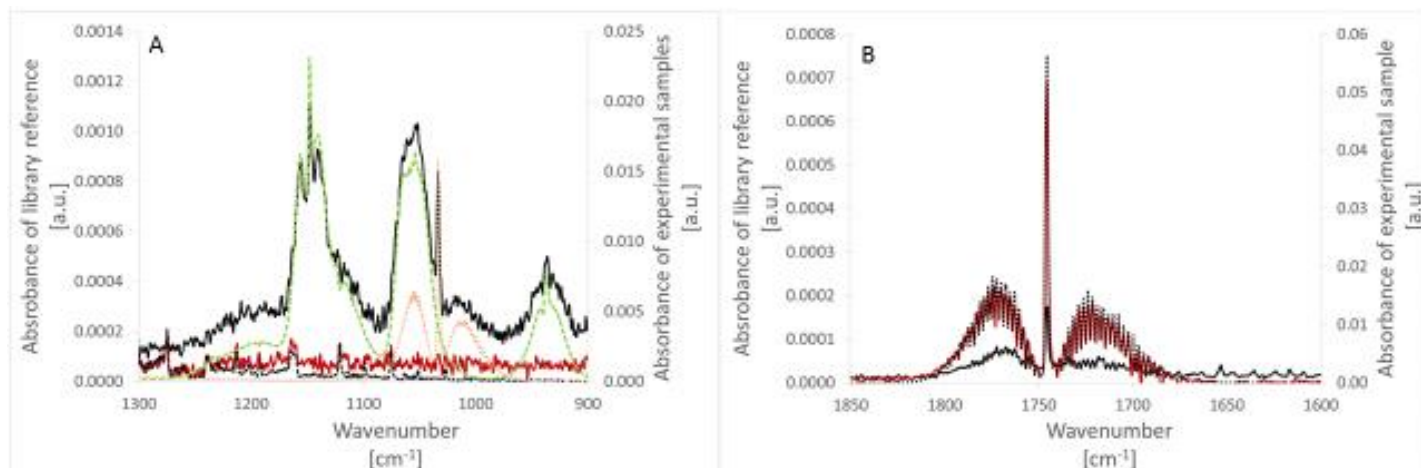 A
Absrobance of library reference
[a.u.]
0.0014
0.0012
0.0010
0.0008
0.0006
0.0004
0.0002
0.0000
0.025
0.020
0.015
0.010
0.005
0.000
Absorbance of experimental samples
[a.u.]
1300
1200
1100
1000
900
Wavenumber
[cm-1]
B
Absrobance of library reference
[a.u.]
0.0008
0.0007
0.0006
0.0005
0.0004
0.0003
0.0002
0.0001
0.0000
0.06
0.05
0.04
0.03
0.02
0.01
0.00
Absorbance of experimental sample
[a.u.]
1850
1800
1750
1700
1650
1600
Wavenumber
[cm-1]